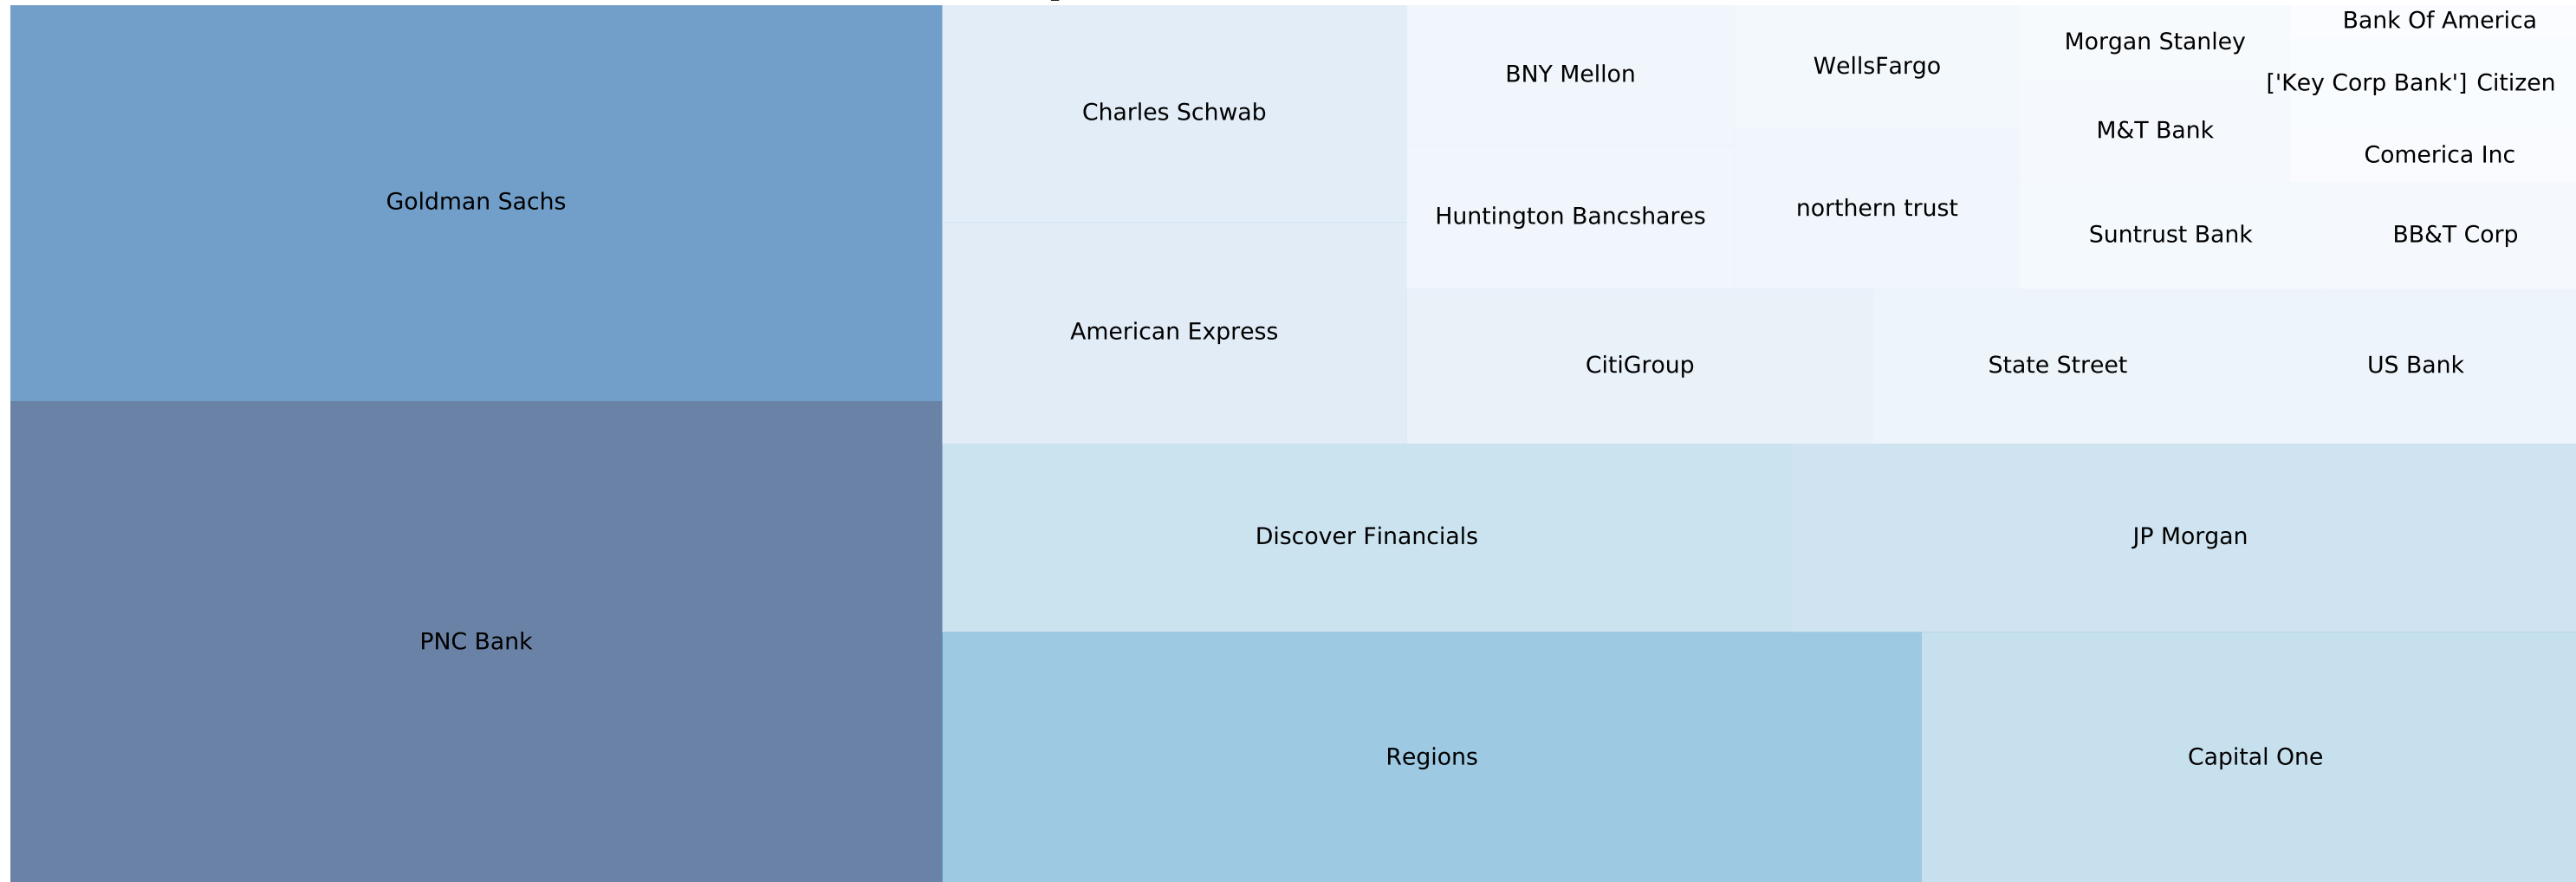 Bank Of America
Morgan Stanley
WellsFargo
BNY Mellon
['Key Corp Bank'] Citizen
Charles Schwab
M&T Bank
Comerica Inc
Goldman Sachs
northern trust
Huntington Bancshares
Suntrust Bank
BB&T Corp
American Express
CitiGroup
State Street
US Bank
Discover Financials
JP Morgan
PNC Bank
Regions
Capital One